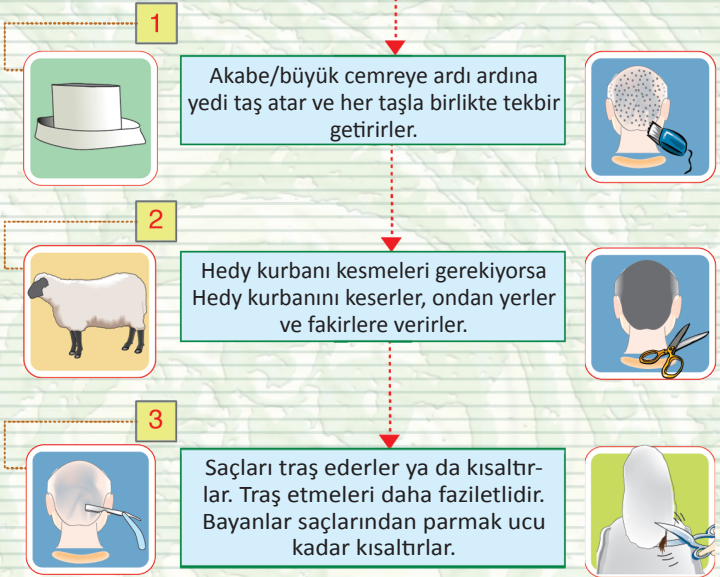 1
Akabe/büyük cemreye ardı ardına
yedi taş atar ve her taşla birlikte tekbir
getirirler.
2
Hedy kurbanı kesmeleri gerekiyorsa
Hedy kurbanını keserler, ondan yerler
ve fakirlere verirler.
3
Saçları traş ederler ya da kısaltır-
lar. Traş etmeleri daha faziletlidir.
Bayanlar saçlarından parmak ucu
kadar kısaltırlar.